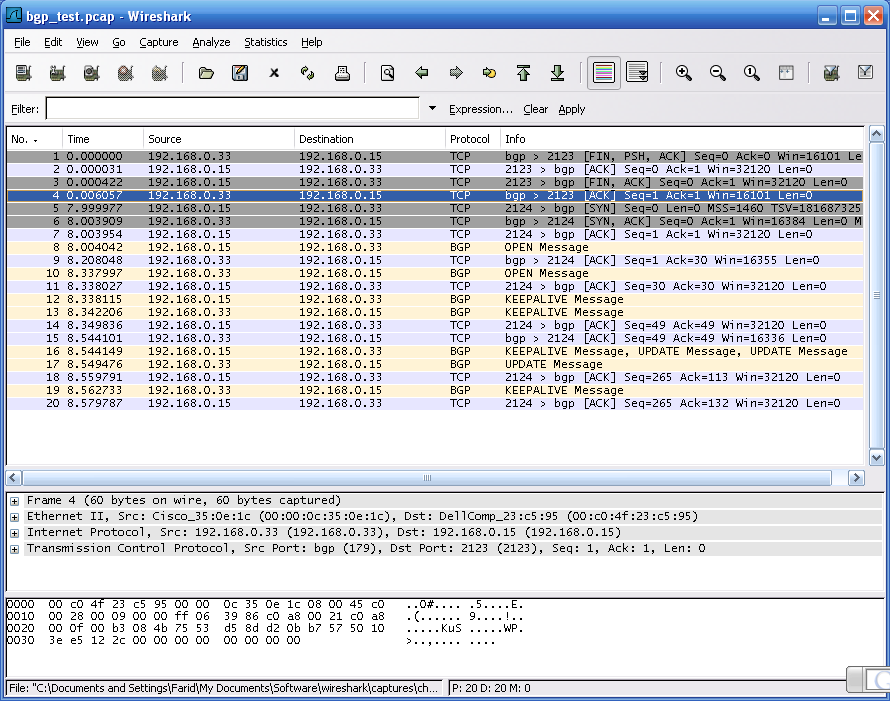 bgp_test.pcap - Wireshark
File Edit View Go Capture Analyze Statistics Help
Filter: Expression... Clear Apply
No. Time Source Destination Protocol Info
1 0.000000 192.168.0.33 192.168.0.15 TCP bgp > 2123 [FIN, PSH, ACK] Seq=0 Ack=0 Win=16101 Le
2 0.000031 192.168.0.15 192.168.0.33 TCP 2123 > bgp [ACK] Seq=0 Ack=1 Win=32120 Len=0
3 0.000422 192.168.0.15 192.168.0.33 TCP 2123 > bgp [FIN, ACK] Seq=0 Ack=1 Win=32120 Len=0
4 0.006057 192.168.0.33 192.168.0.15 TCP bgp > 2123 [ACK] Seq=1 Ack=1 Win=16101 Len=0
5 7.999977 192.168.0.15 192.168.0.33 TCP 2124 > bgp [SYN] Seq=0 Len=0 MSS=1460 TSV=181687325
6 8.003909 192.168.0.33 192.168.0.15 TCP bgp > 2124 [SYN, ACK] Seq=0 Ack=1 Win=16384 Len=0 M
7 8.003954 192.168.0.15 192.168.0.33 TCP 2124 > bgp [ACK] Seq=1 Ack=1 Win=32120 Len=0
8 8.004042 192.168.0.15 192.168.0.33 BGP OPEN Message
9 8.208048 192.168.0.33 192.168.0.15 TCP bgp > 2124 [ACK] Seq=1 Ack=30 Win=16355 Len=0
10 8.337997 192.168.0.33 192.168.0.15 BGP OPEN Message
11 8.338027 192.168.0.15 192.168.0.33 TCP 2124 > bgp [ACK] Seq=30 Ack=30 Win=32120 Len=0
12 8.338115 192.168.0.15 192.168.0.33 BGP KEEPALIVE Message
13 8.342206 192.168.0.33 192.168.0.15 BGP KEEPALIVE Message
14 8.349836 192.168.0.15 192.168.0.33 TCP 2124 > bgp [ACK] Seq=49 Ack=49 Win=32120 Len=0
15 8.544101 192.168.0.33 192.168.0.15 TCP bgp > 2124 [ACK] Seq=49 Ack=49 Win=16336 Len=0
16 8.544149 192.168.0.15 192.168.0.33 BGP KEEPALIVE Message, UPDATE Message, UPDATE Message
17 8.549476 192.168.0.33 192.168.0.15 BGP UPDATE Message
18 8.559791 192.168.0.15 192.168.0.33 TCP 2124 > bgp [ACK] Seq=265 Ack=113 Win=32120 Len=0
19 8.562733 192.168.0.33 192.168.0.15 BGP KEEPALIVE Message
20 8.579787 192.168.0.15 192.168.0.33 TCP 2124 > bgp [ACK] Seq=265 Ack=132 Win=32120 Len=0
Frame 4 (60 bytes on wire, 60 bytes captured)
Ethernet II, Src: Cisco_35:0e:1c (00:00:0c:35:0e:1c), Dst: DellComp_23:c5:95 (00:c0:4f:23:c5:95)
Internet Protocol, Src: 192.168.0.33 (192.168.0.33), Dst: 192.168.0.15 (192.168.0.15)
Transmission Control Protocol, Src Port: bgp (179), Dst Port: 2123 (2123), Seq: 1, Ack: 1, Len: 0
0000 00 c0 4f 23 c5 95 00 00 0c 35 0e 1c 08 00 45 c0 ..O#.... .5....E.
0010 00 28 00 09 00 00 ff 06 39 86 c0 a8 00 21 c0 a8 .(...... 9....!..
0020 00 0f 00 b3 08 4b 75 53 d5 8d d2 0b b7 57 50 10 .....KuS .....WP.
0030 3e e5 12 2c 00 00 00 00 00 00 00 00 >..,.... ....
File: "C:\Documents and Settings\Farid\My Documents\Software\wireshark\captures\ch... P: 20 D: 20 M: 0